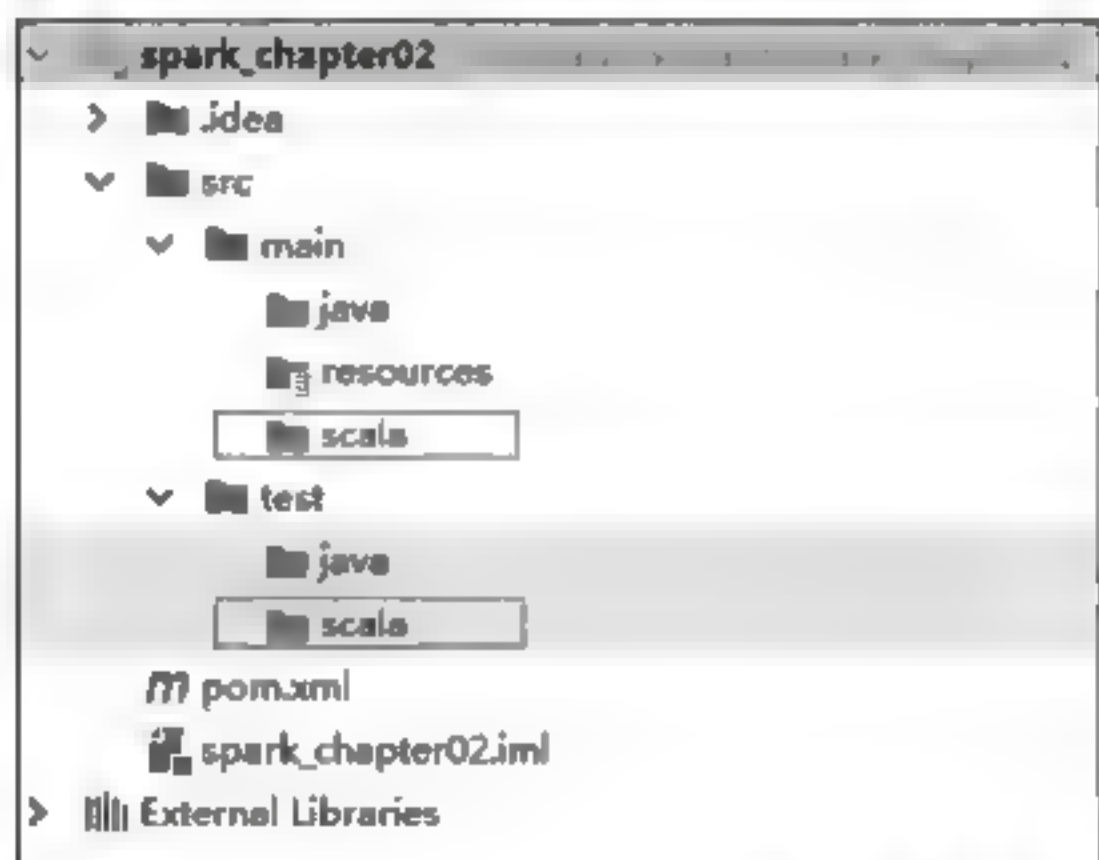 spark_chapter02
.idea
src
main
java
resources
scala
test
java
scala
pom.xml
spark_chapter02.iml
External Libraries